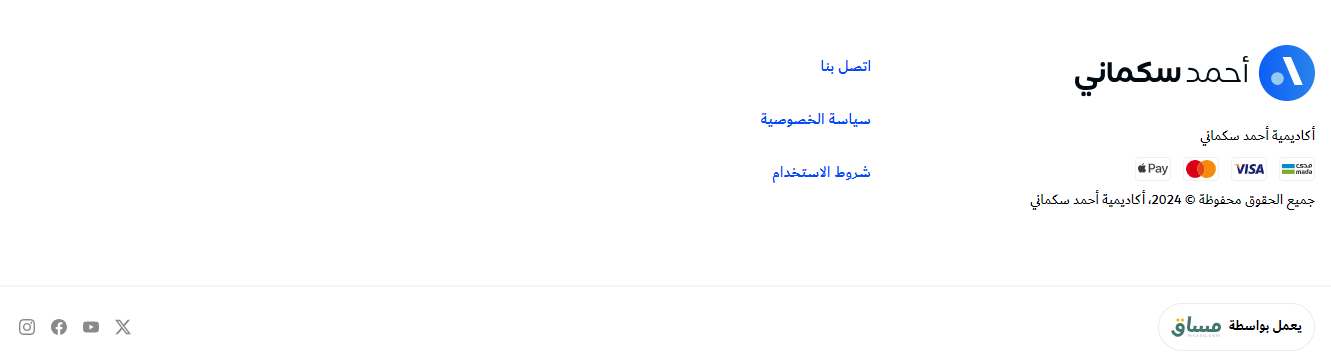 أحمد سكماني
أكاديمية أحمد سكماني
mada مدى VISA Pay
جميع الحقوق محفوظة © 2024، أكاديمية أحمد سكماني
اتصل بنا
سياسة الخصوصية
شروط الاستخدام
يعمل بواسطة مساق